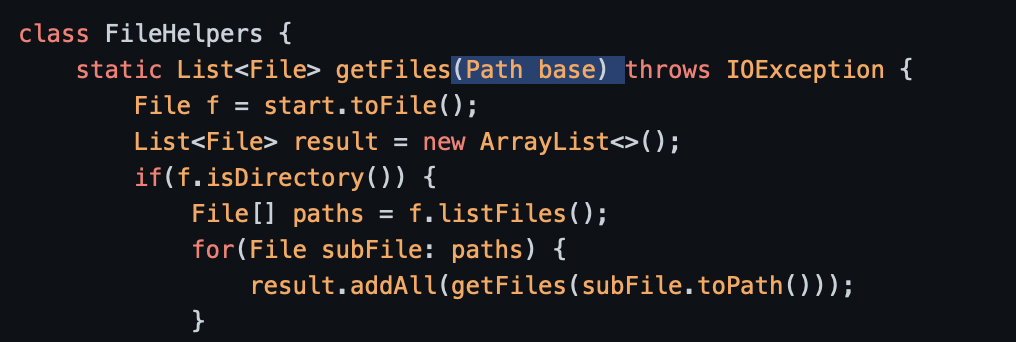 class FileHelpers {
    static List<File> getFiles(Path base) throws IOException {
        File f = start.toFile();
        List<File> result = new ArrayList<>();
        if(f.isDirectory()) {
            File[] paths = f.listFiles();
            for(File subFile: paths) {
                result.addAll(getFiles(subFile.toPath()));
            }